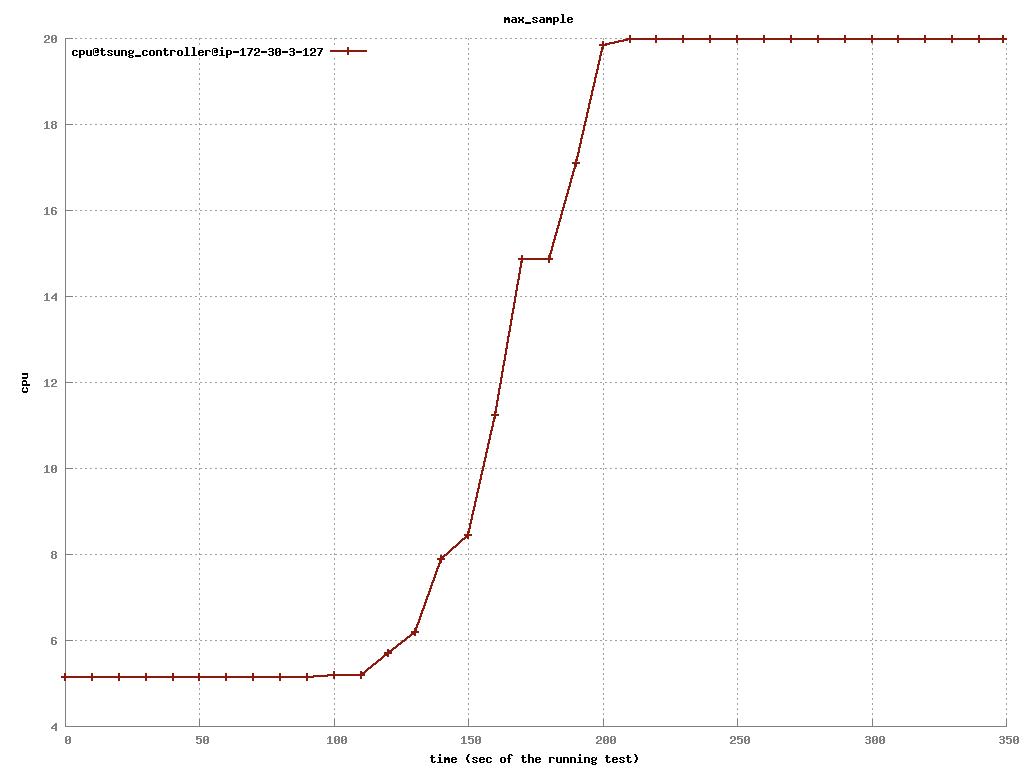 max_sample
cpu@tsung_controller@ip-172-30-3-127
20
18
16
14
12
10
8
6
4
cpu
0 50 100 150 200 250 300 350
time (sec of the running test)